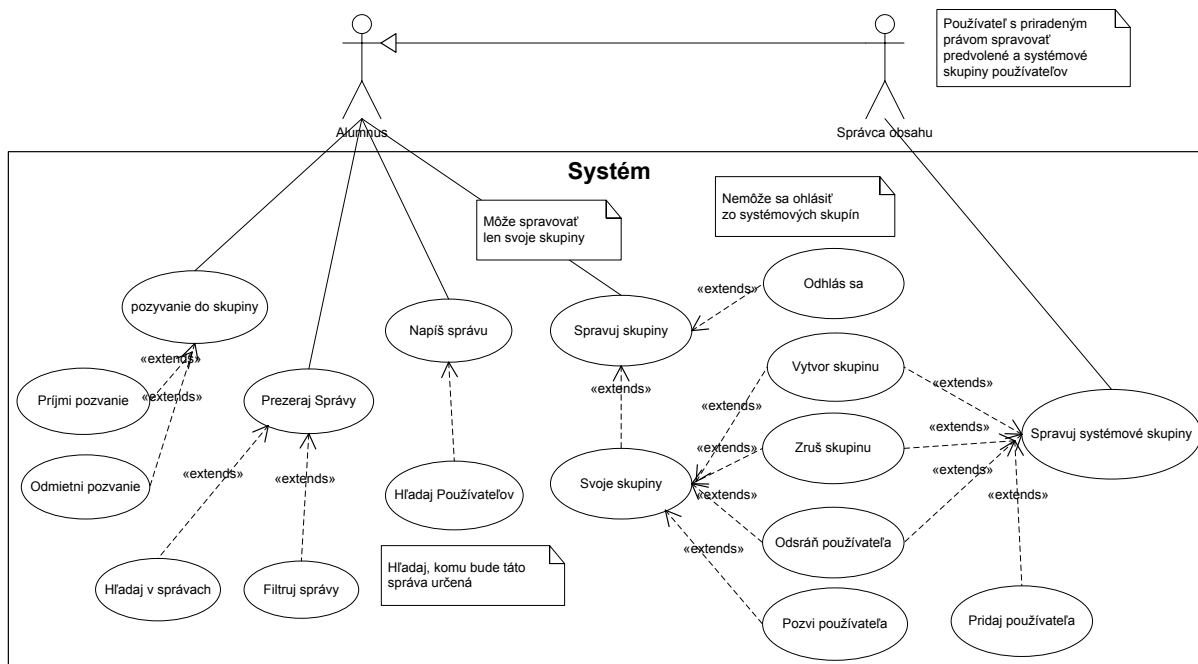 Používateľ s priradeným
právom spravovať
predvolené a systémové
skupiny používateľov
Alumnus
Správca obsahu
Systém
Môže spravovať
len svoje skupiny
Nemôže sa ohlásiť
zo systémových skupín
pozyvanie do skupiny
Napíš správu
Spravuj skupiny
«extends»
Odhlás sa
«extends»
Príjmi pozvanie
«extends»
Prezeraj Správy
«extends»
Vytvor skupinu
«extends»
«extends»
Zruš skupinu
«extends»
Spravuj systémové skupiny
Odmietni pozvanie
«extends»
«extends»
Hľadaj Používateľov
Svoje skupiny
«extends»
«extends»
Odsráň používateľa
«extends»
«extends»
Hľadaj v správach
Filtruj správy
Hľadaj, komu bude táto
správa určená
Pozvi používateľa
Pridaj používateľa